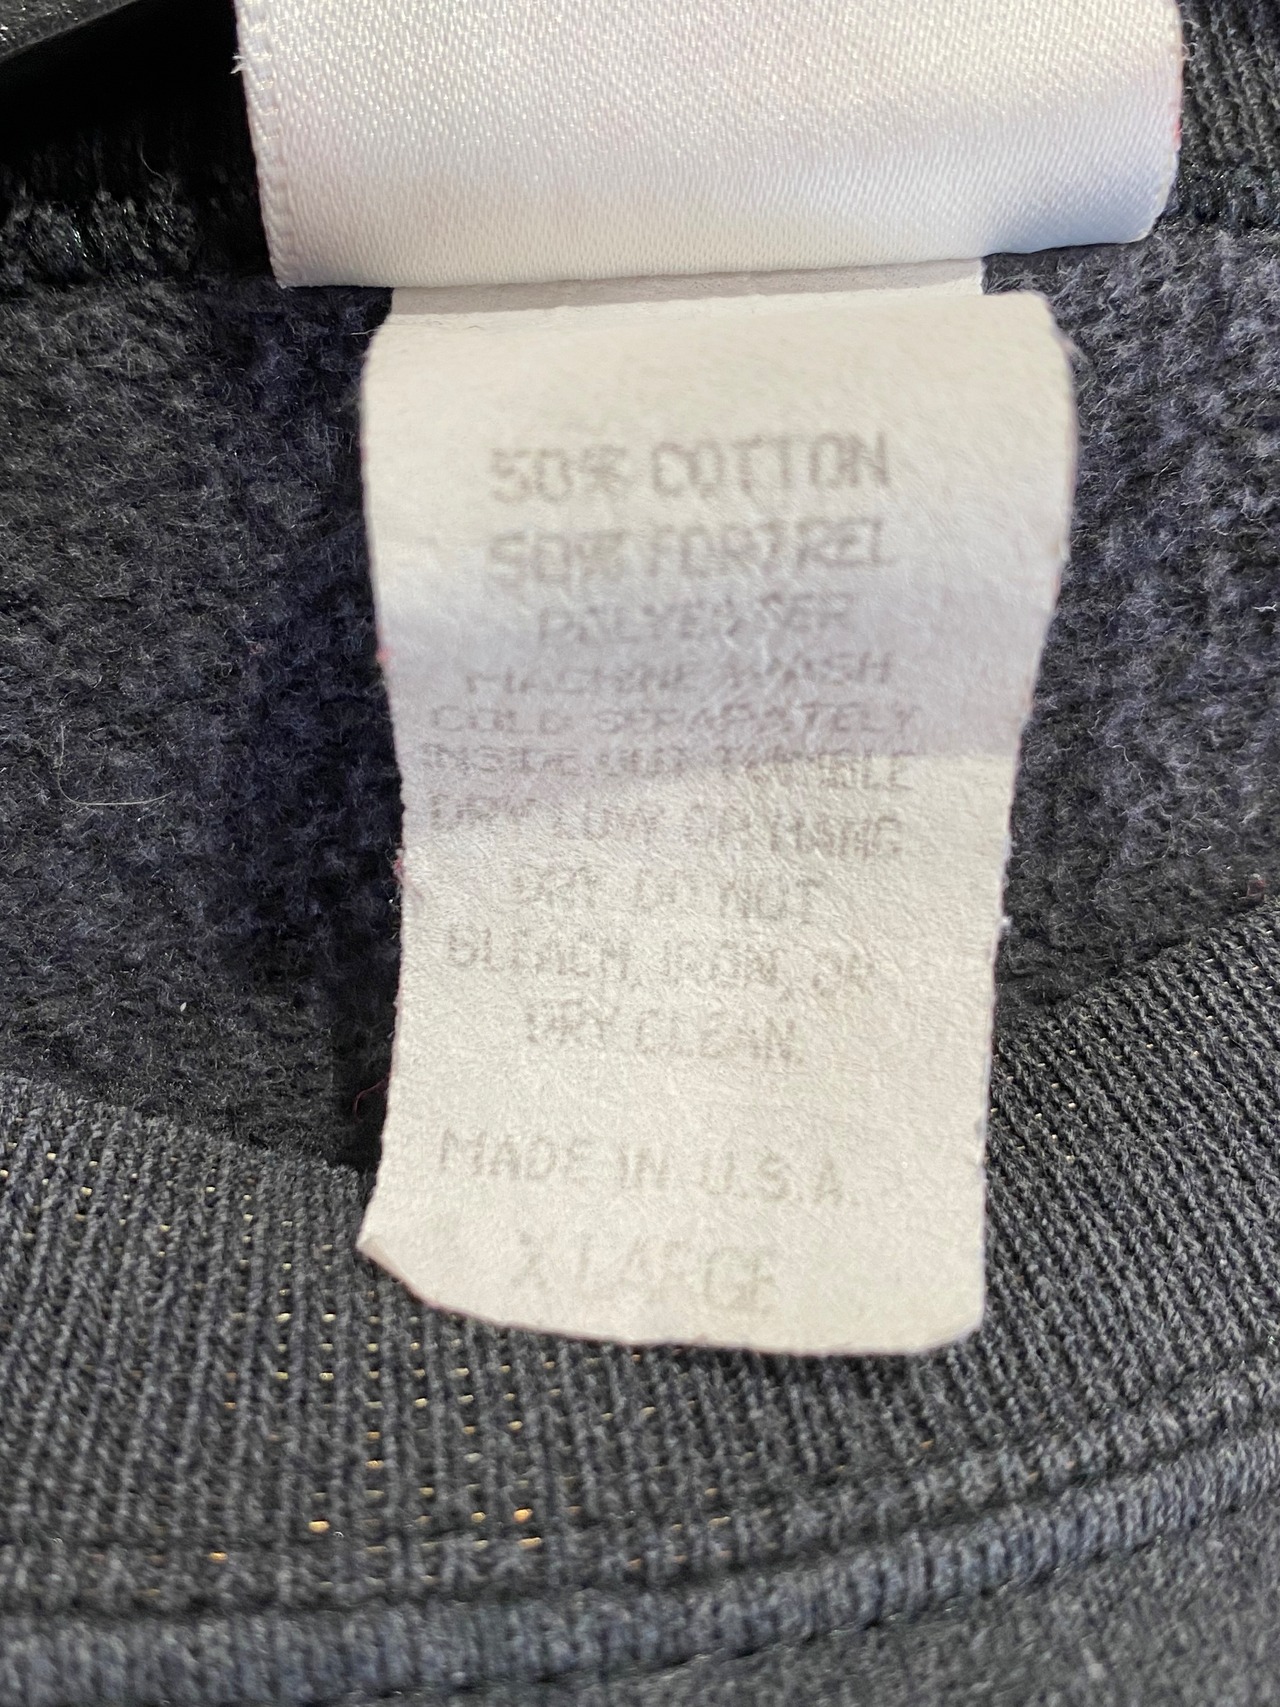 50% COTTON
50% FORTREL
POLYESTER
MACHINE WASH
COLD SEPARATELY
INSIDE OUT TUMBLE
DRY LOW OR HANG
DRY DO NOT
BLEACH, IRON, OR
DRY CLEAN.
MADE IN U.S.A.
X LARGE